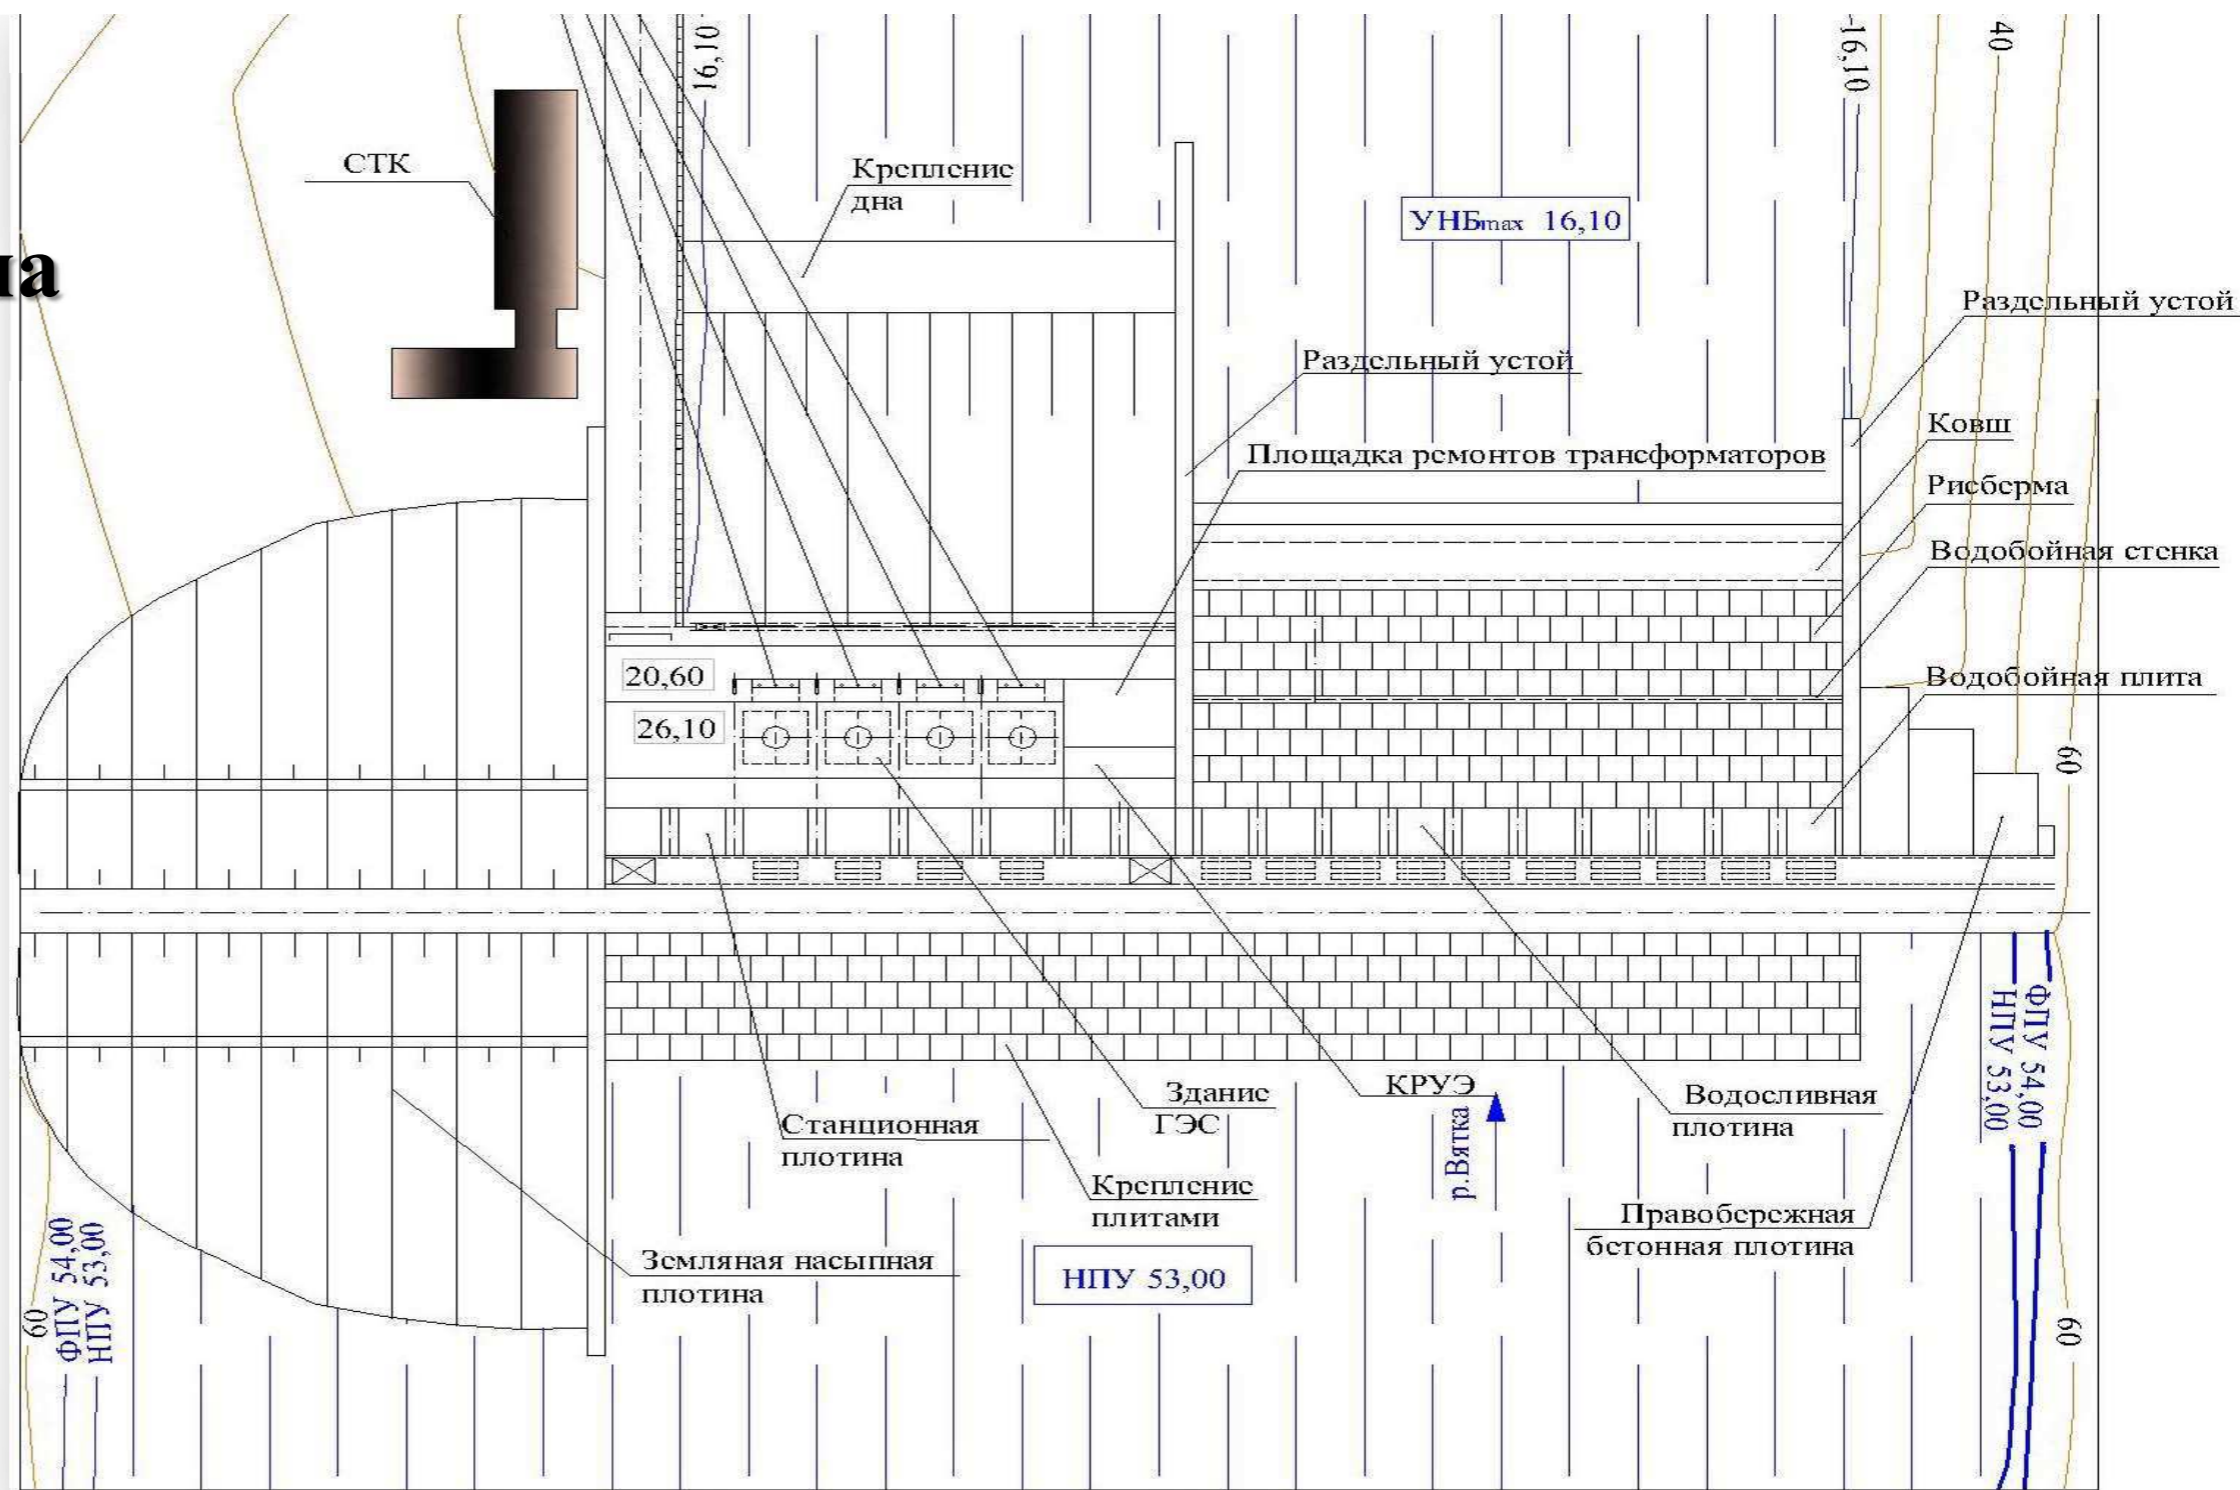 16,10
16,10
40
СТК
Крепление
дна
УНБmax 16,10
на
Раздельный устой
Раздельный устой
Ковш
Площадка ремонтов трансформаторов
Рисберма
Водобойная стенка
20,60
Водобойная плита
26,10
60
ФПУ 54,00
НПУ 53,00
Здание
ГЭС
КРУЭ
Водосливная
плотина
Станционная
плотина
р.Вятка
Крепление
плитами
Правобережная
бетонная плотина
Земляная насыпная
плотина
НПУ 53,00
60
ФПУ 54,00
НПУ 53,00
60